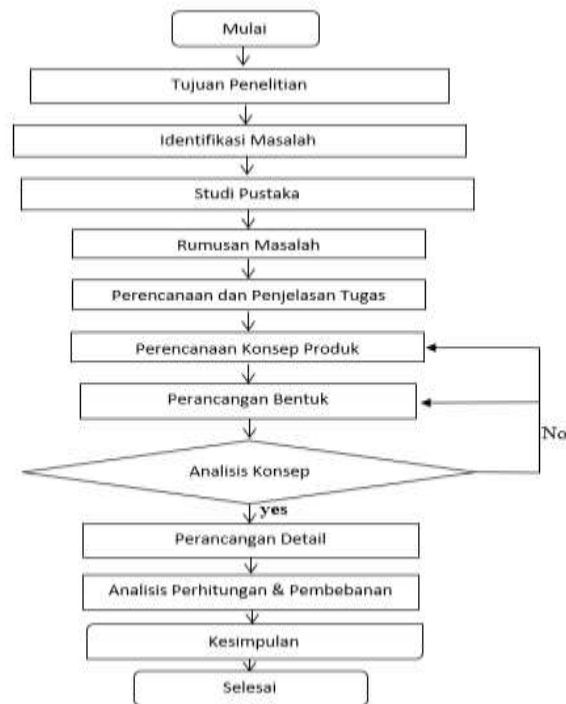 Mulai
Tujuan Penelitian
Identifikasi Masalah
Studi Pustaka
Rumusan Masalah
Perencanaan dan Penjelasan Tugas
Perencanaan Konsep Produk
Perancangan Bentuk
No
Analisis Konsep
yes
Perancangan Detail
Analisis Perhitungan & Pembebanan
Kesimpulan
Selesai